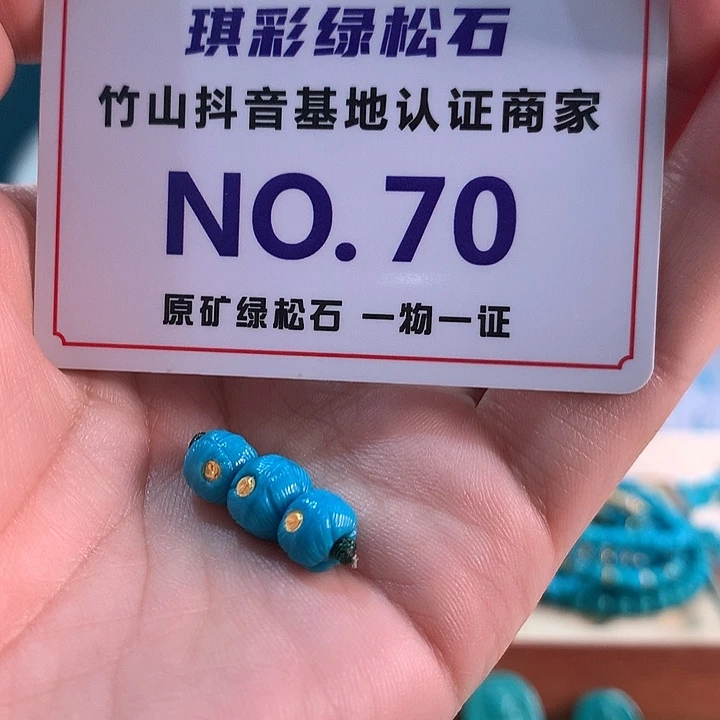 琪彩绿松石
竹山抖音基地认证商家
NO.70
原矿绿松石 一物一证